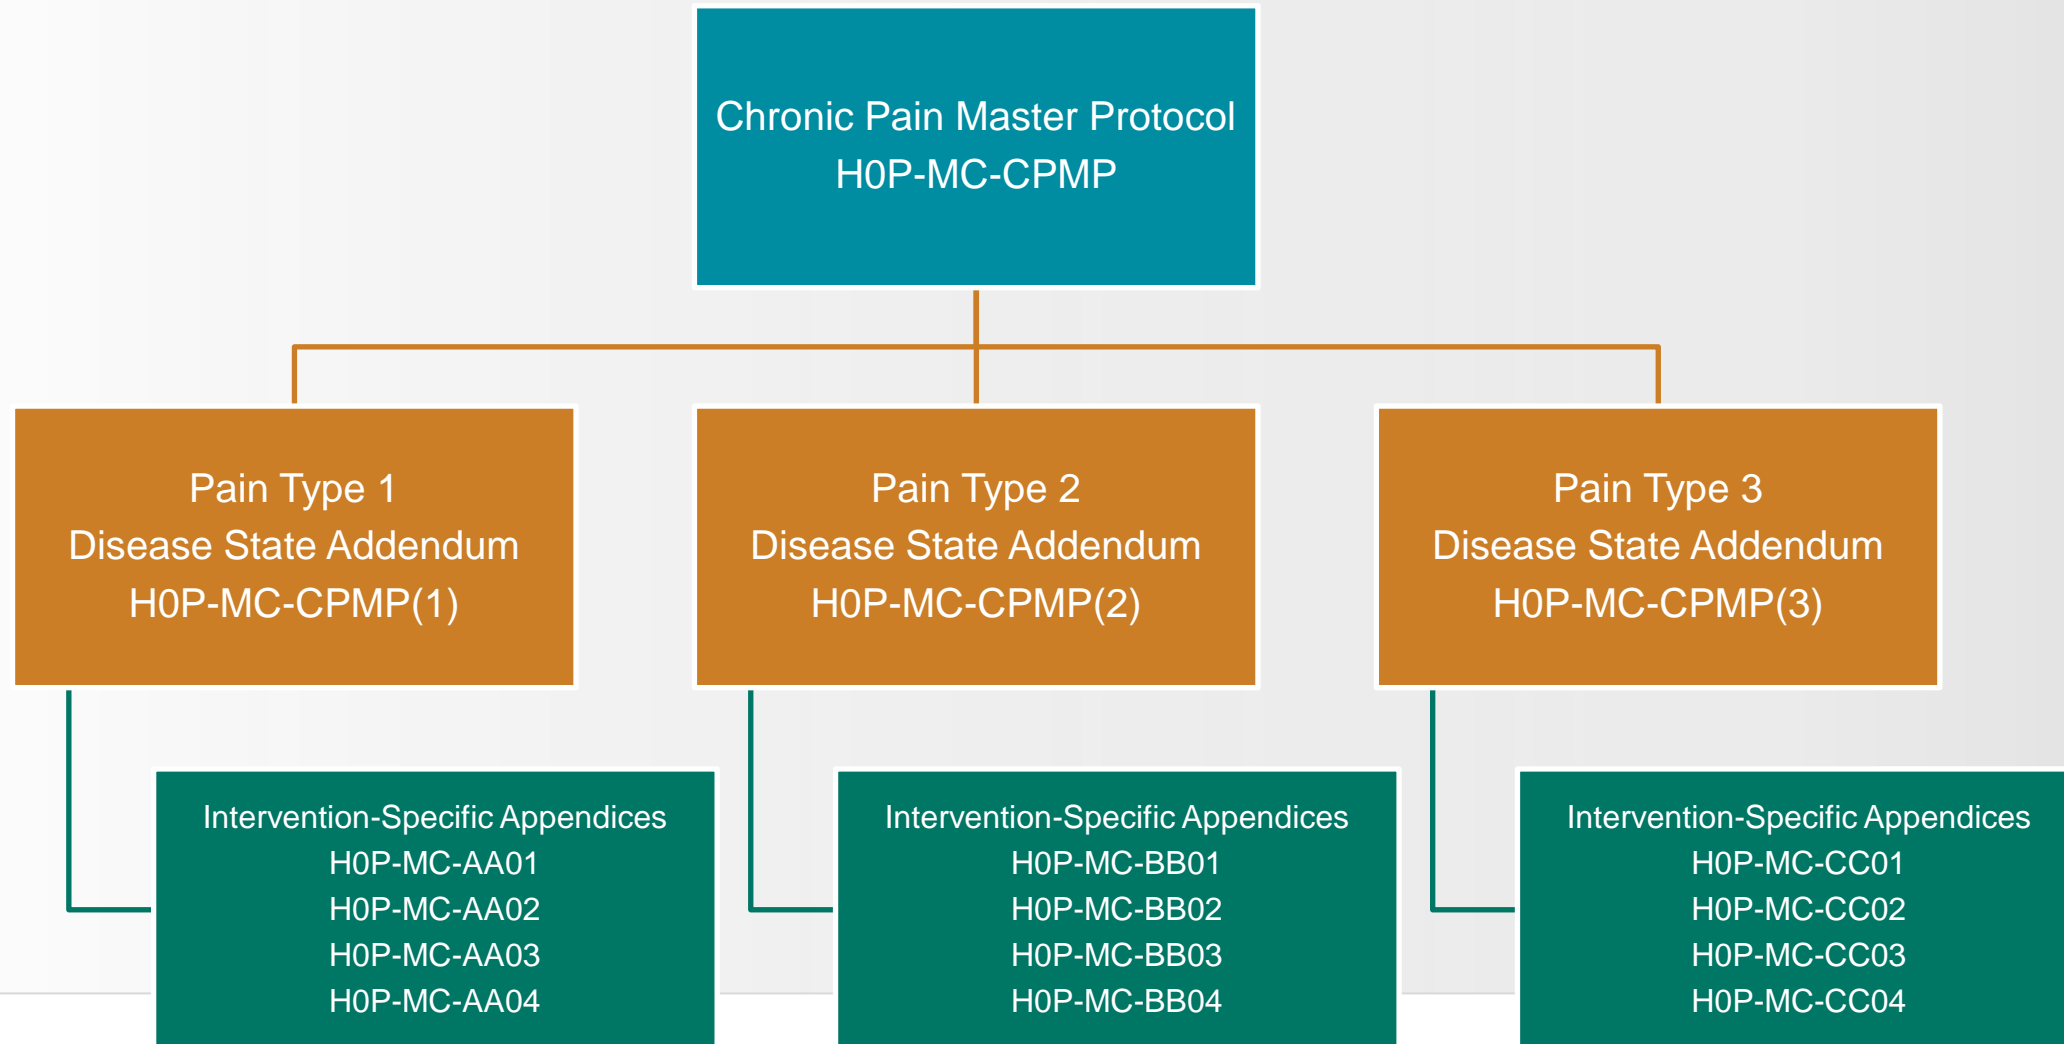 Chronic Pain Master Protocol
H0P-MC-CPMP
Pain Type 1
Disease State Addendum
H0P-MC-CPMP(1)
Pain Type 2
Disease State Addendum
H0P-MC-CPMP(2)
Pain Type 3
Disease State Addendum
H0P-MC-CPMP(3)
Intervention-Specific Appendices
H0P-MC-AA01
H0P-MC-AA02
H0P-MC-AA03
H0P-MC-AA04
Intervention-Specific Appendices
H0P-MC-BB01
H0P-MC-BB02
H0P-MC-BB03
H0P-MC-BB04
Intervention-Specific Appendices
H0P-MC-CC01
H0P-MC-CC02
H0P-MC-CC03
H0P-MC-CC04